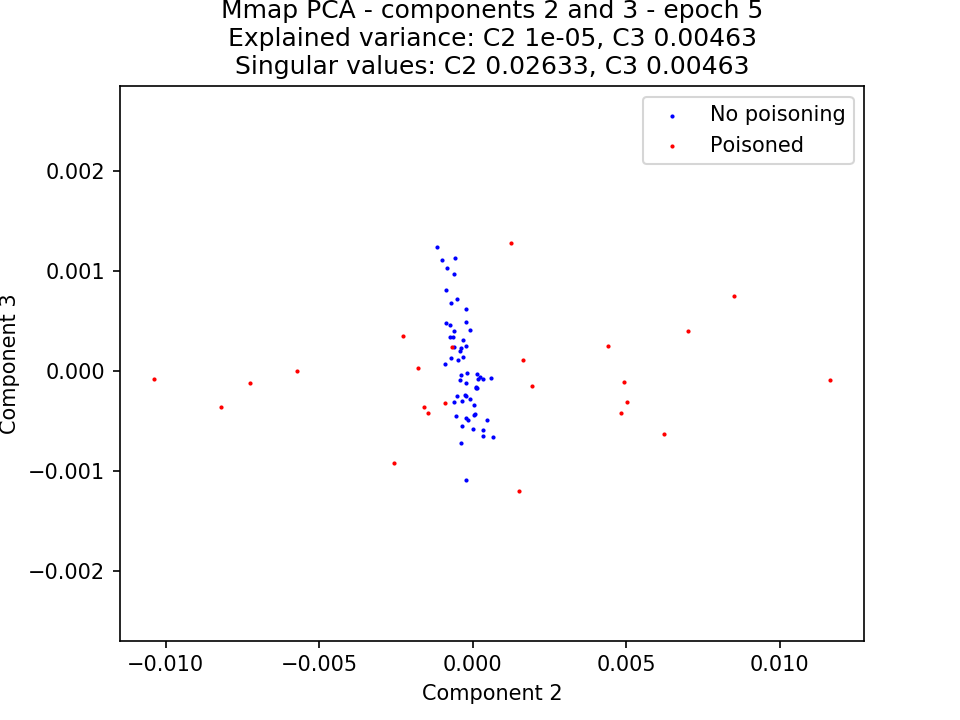 Mmap PCA - components 2 and 3 - epoch 5
Explained variance: C2 1e-05, C3 0.00463
Singular values: C2 0.02633, C3 0.00463
No poisoning
Poisoned
0.002
0.001
0.000
−0.001
−0.002
Component 3
−0.010
−0.005
0.000
0.005
0.010
Component 2